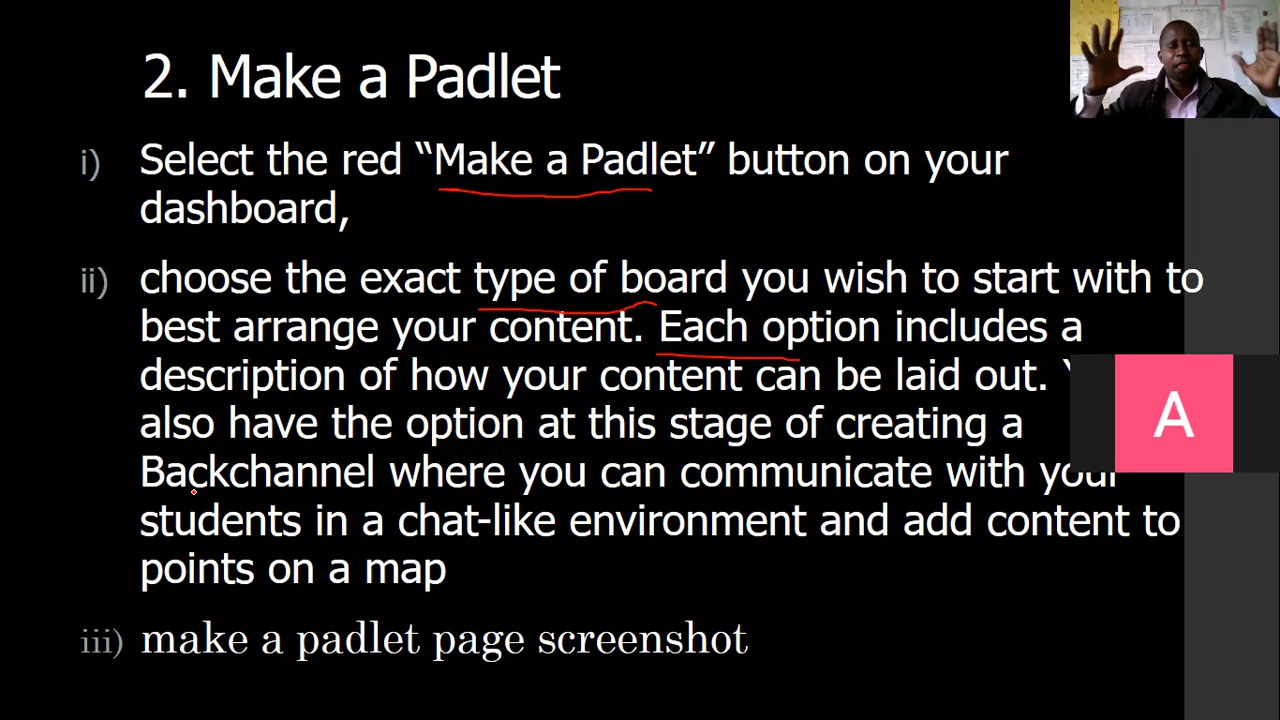 2. Make a Padlet
i) Select the red “Make a Padlet” button on your
dashboard,
ii) choose the exact type of board you wish to start with to
best arrange your content. Each option includes a
description of how your content can be laid out.
also have the option at this stage of creating a
Backchannel where you can communicate with your
students in a chat-like environment and add content to
points on a map
iii) make a padlet page screenshot
A